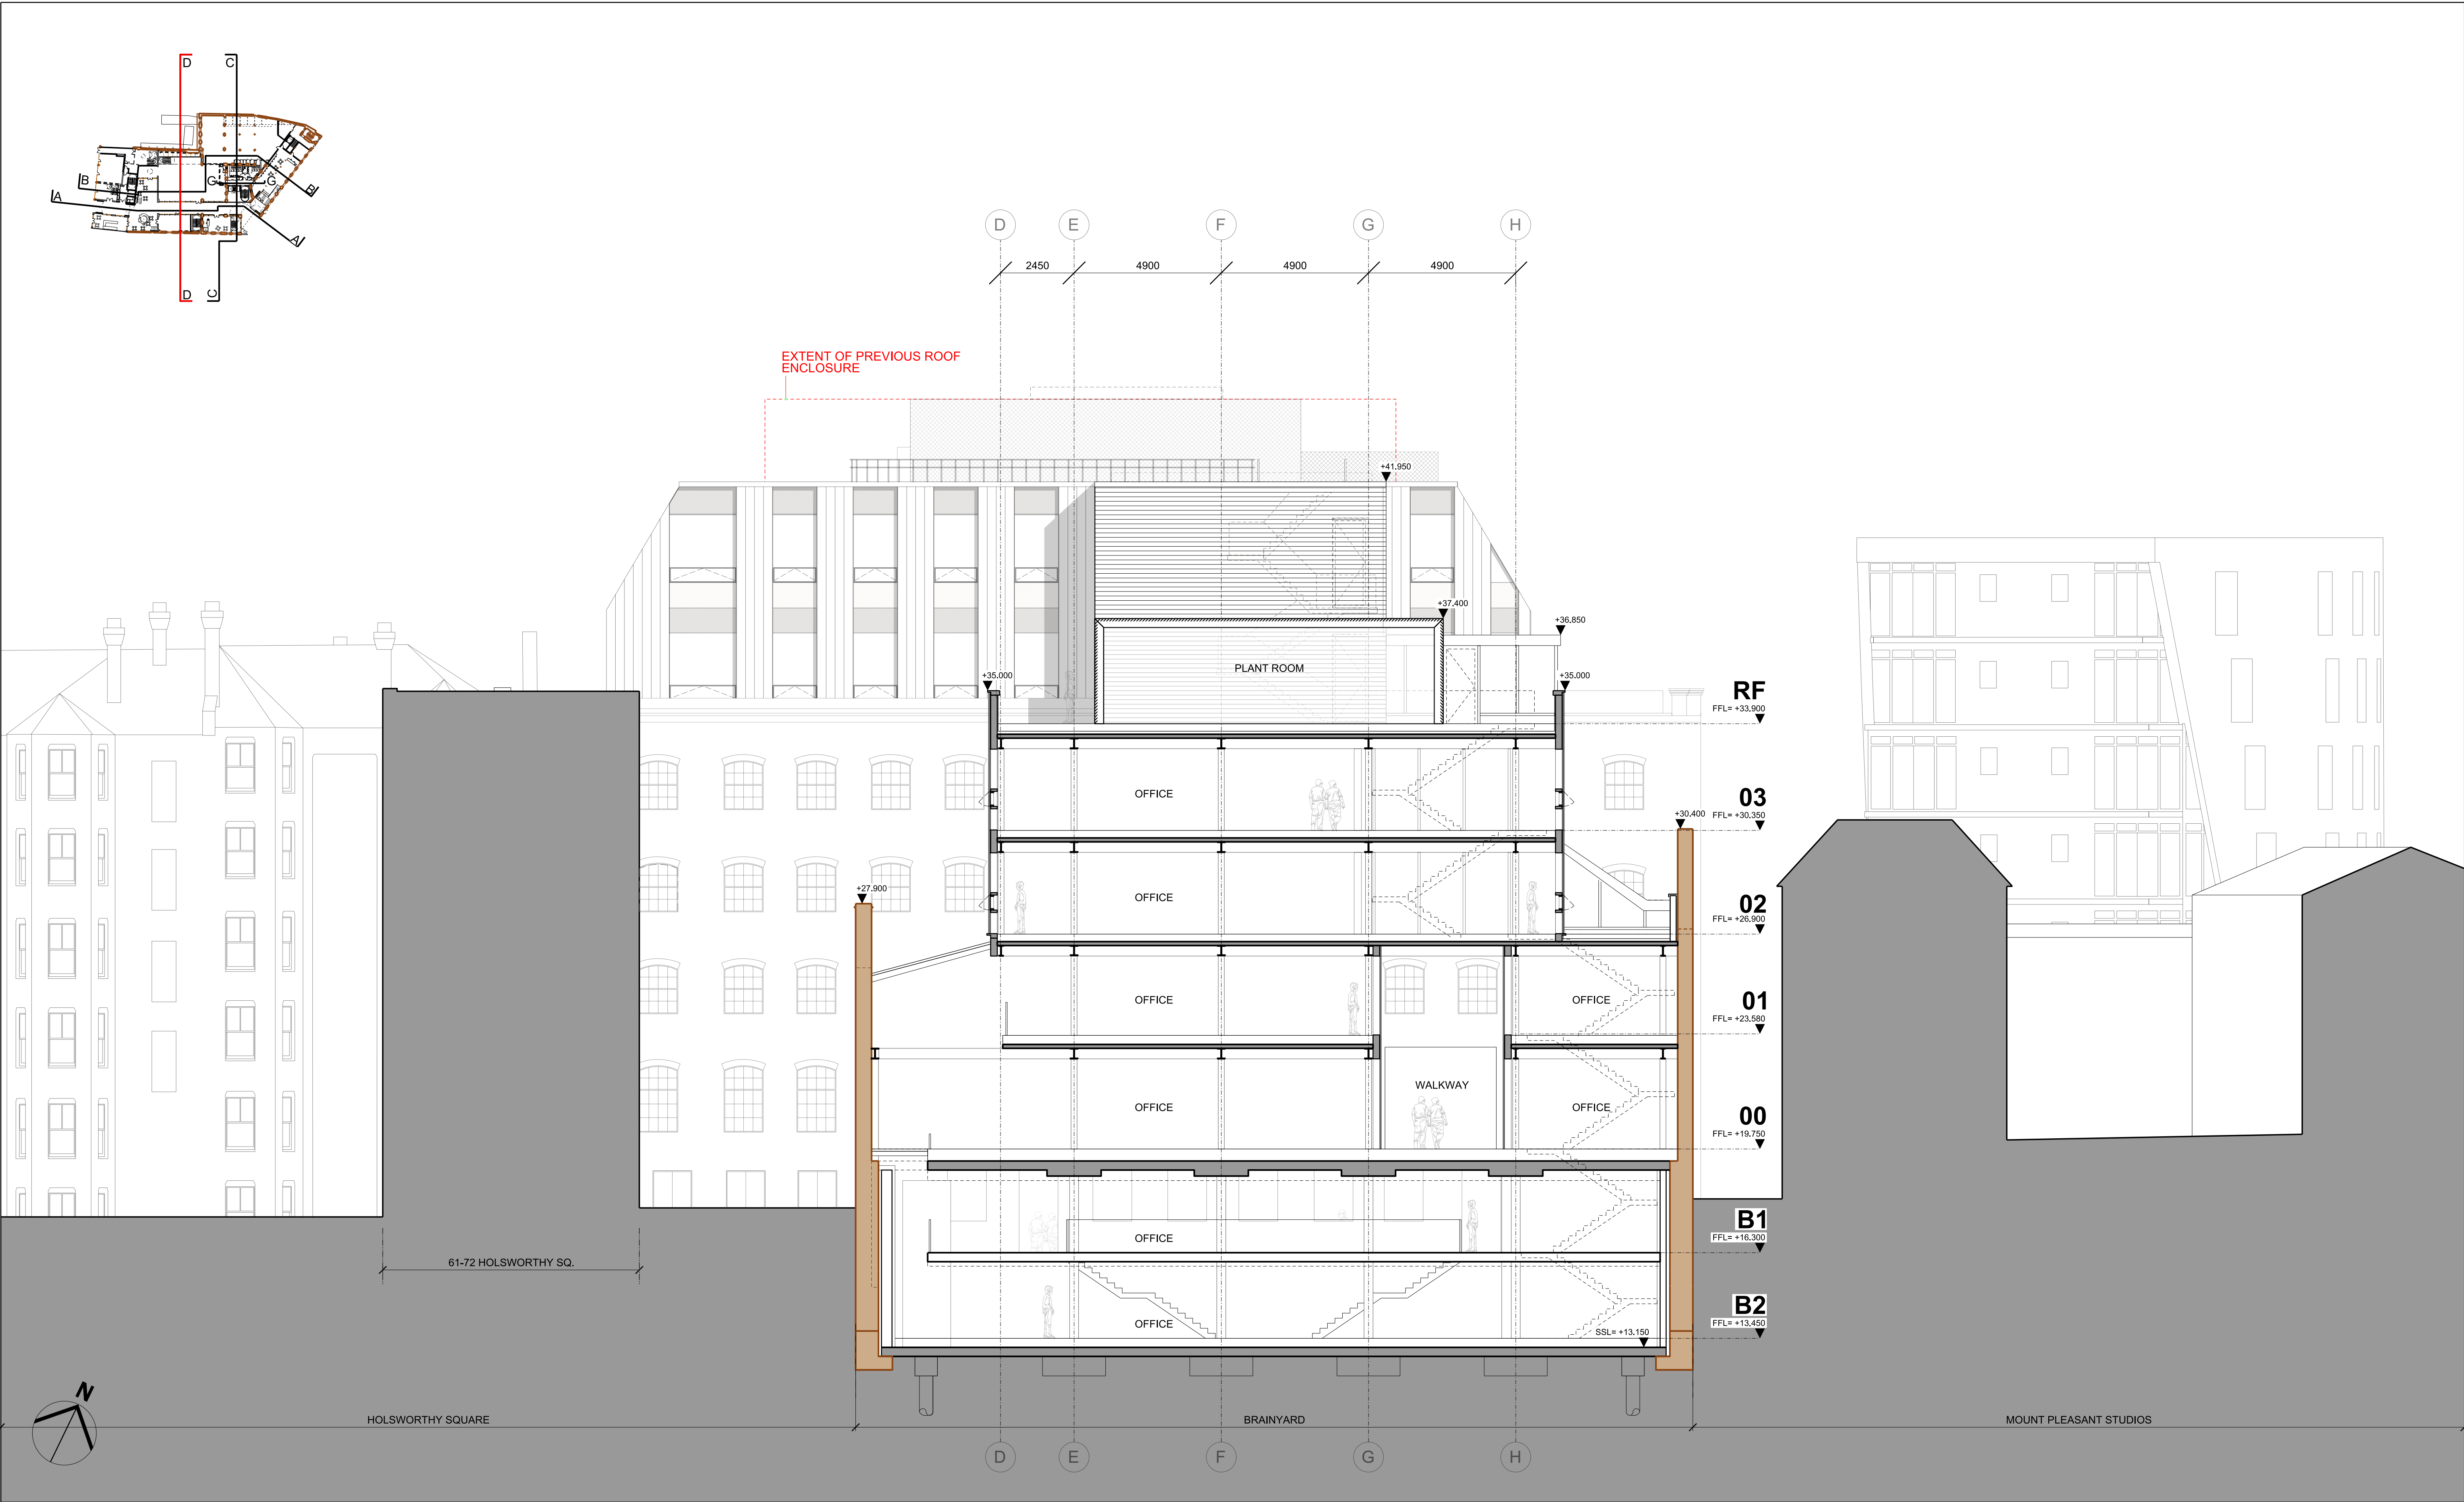 D
C
B
G
G
B
A
A
D
C
D
E
F
G
H
2450
4900
4900
4900
EXTENT OF PREVIOUS ROOF
ENCLOSURE
+41.950
+37.400
+36.850
PLANT ROOM
+35.000
+35.000
RF
FFL= +33.900
OFFICE
03
FFL= +30.350
+30.400
+27.900
OFFICE
02
FFL= +26.900
OFFICE
OFFICE
01
FFL= +23.580
WALKWAY
OFFICE
OFFICE
00
FFL= +19.750
OFFICE
B1
FFL= +16.300
61-72 HOLSWORTHY SQ.
OFFICE
B2
FFL= +13.450
SSL= +13.150
N
HOLSWORTHY SQUARE
BRAINYARD
MOUNT PLEASANT STUDIOS
D
E
F
G
H